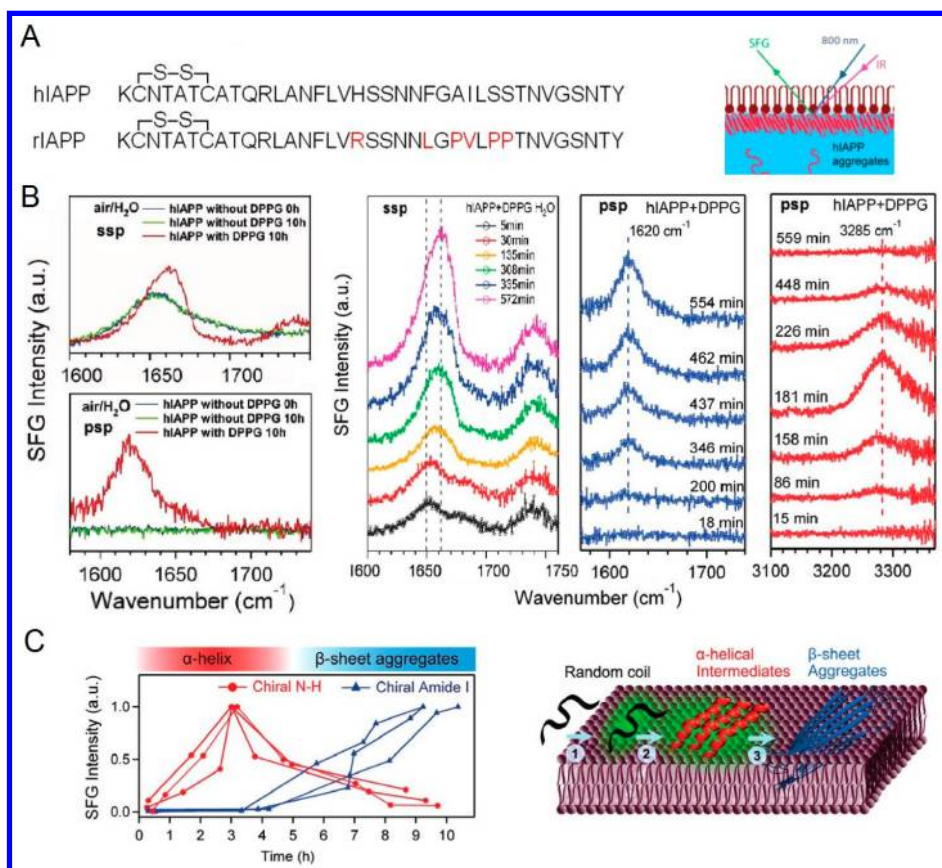 A
S–S
hIAPP KCNTATCATQRLANFLVHSSNNFGAILSSTNVGSNTY
S–S
rIAPP KCNTATCATQRLANFLVRSSNNLGPVLPPTNVGSNTY
SFG
800 nm
IR
hIAPP
aggregates
B
SFG Intensity (a.u.)
air/H₂O
ssp
hIAPP without DPPG 0h
hIAPP without DPPG 10h
hIAPP with DPPG 10h
1600 1650 1700
air/H₂O
psp
hIAPP without DPPG 0h
hIAPP without DPPG 10h
hIAPP with DPPG 10h
1600 1650 1700
Wavenumber (cm⁻¹)
SFG Intensity (a.u.)
ssp
hIAPP+DPPG H₂O
5min
30min
135min
308min
335min
572min
1600 1650 1700 1750
Wavenumber (cm⁻¹)
psp hIAPP+DPPG
1620 cm⁻¹
554 min
462 min
437 min
346 min
200 min
18 min
1600 1700
Wavenumber (cm⁻¹)
psp hIAPP+DPPG
3285 cm⁻¹
559 min
448 min
226 min
181 min
158 min
86 min
15 min
3100 3200 3300
Wavenumber (cm⁻¹)
C
α-helix β-sheet aggregates
Chiral N-H Chiral Amide I
SFG Intensity (a.u.)
1.0
0.5
0.0
0 1 2 3 4 5 6 7 8 9 10
Time (h)
Random coil
α-helical
Intermediates
β-sheet
Aggregates
1
2
3